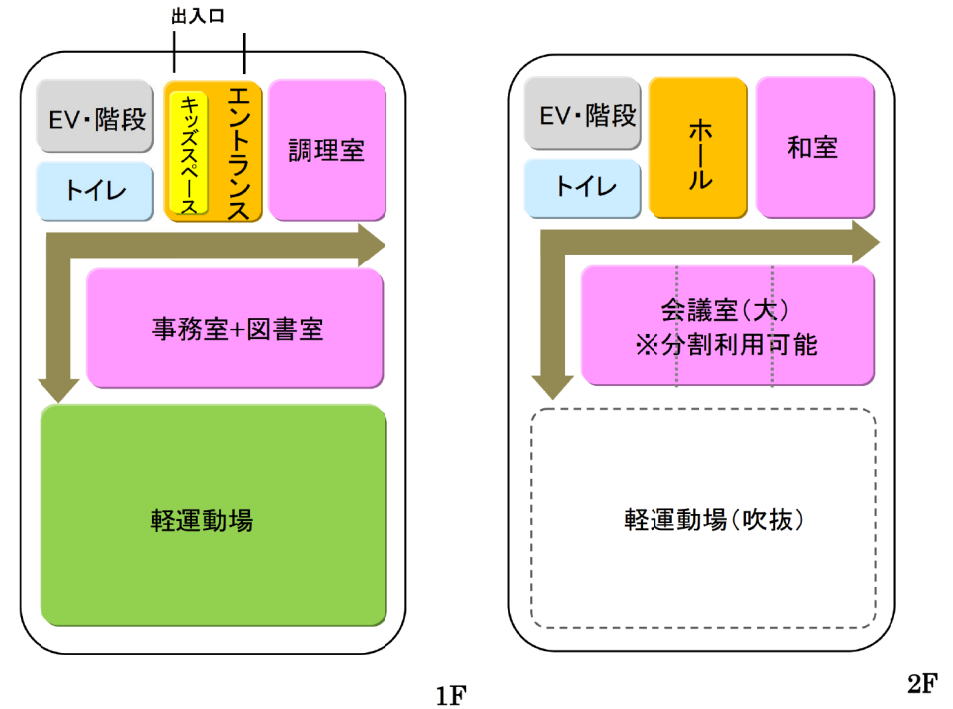 出入口
EV・階段
キッズスペース
エントランス
調理室
トイレ
事務室+図書室
軽運動場
1F
EV・階段
ホール
和室
トイレ
会議室(大)
※分割利用可能
軽運動場(吹抜)
2F